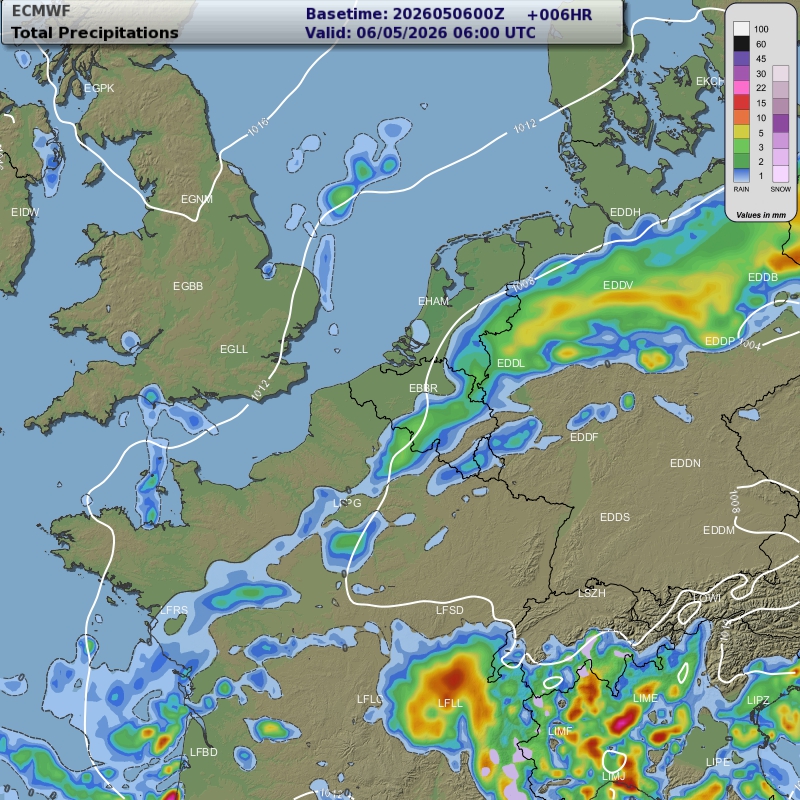 ECMWF
Basetime: 2026050600Z +006HR
Total Precipitations
Valid: 06/05/2026 06:00 UTC
100
60
45
30
22
15
10
5
3
2
1
RAIN SNOW
Values in mm
EGPK
1016
1012
EGNM
EIDW
EDDH
EGBB
1008
EDDV
EDDB
EHAM
EDDP
1004
EGLL
EDDL
1012
EBBR
EDDF
EDDN
1008
EDDS
EDDM
LFSD
LSZH
LOWI
LFRS
LFLL
LIME
LIPZ
LIMF
LFBD
LIPE
LIMJ